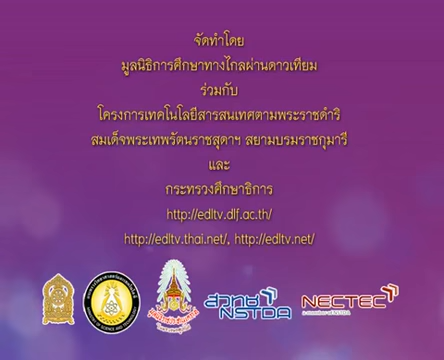 จัดทำโดย
มูลนิธิการศึกษาทางไกลผ่านดาวเทียม
ร่วมกับ
โครงการเทคโนโลยีสารสนเทศตามพระราชดำริ
สมเด็จพระเทพรัตนราชสุดาฯ สยามบรมราชกุมารี
และ
กระทรวงศึกษาธิการ
http://edltv.dlf.ac.th/
http://edltv.thai.net/, http://edltv.net/
สวทช
NSTDA
NECTEC
a member of NSTDA